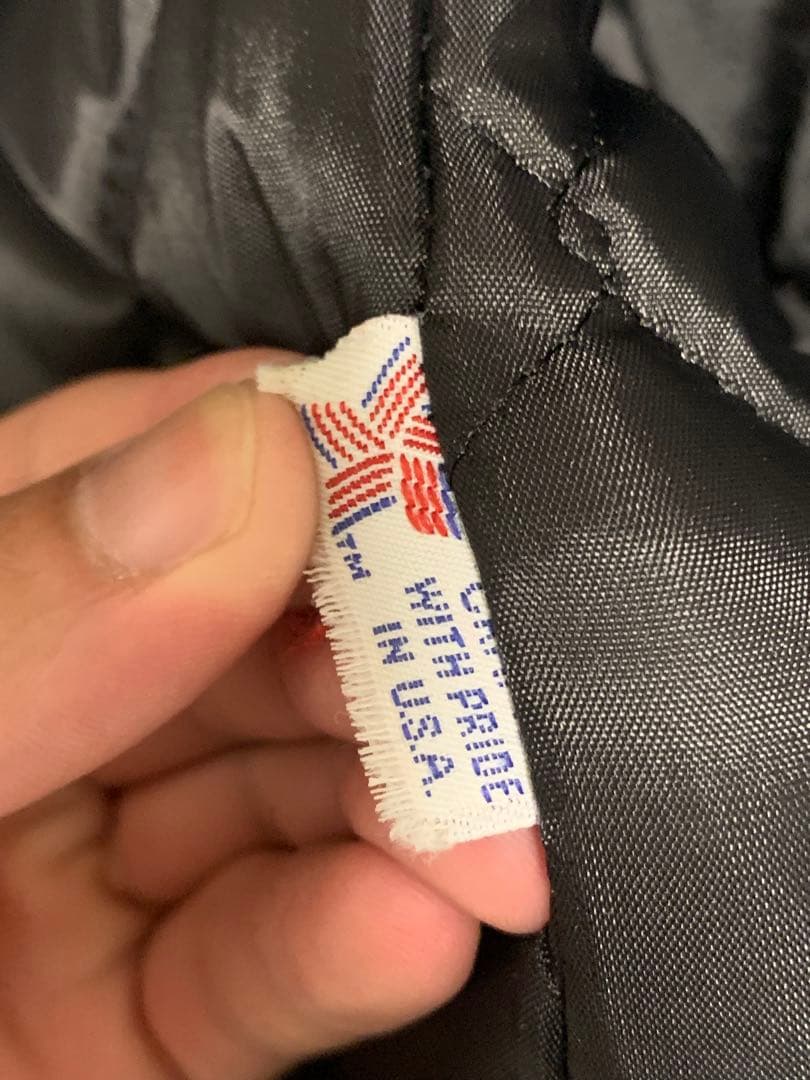 ™
WITH PRIDE
IN U.S.A.